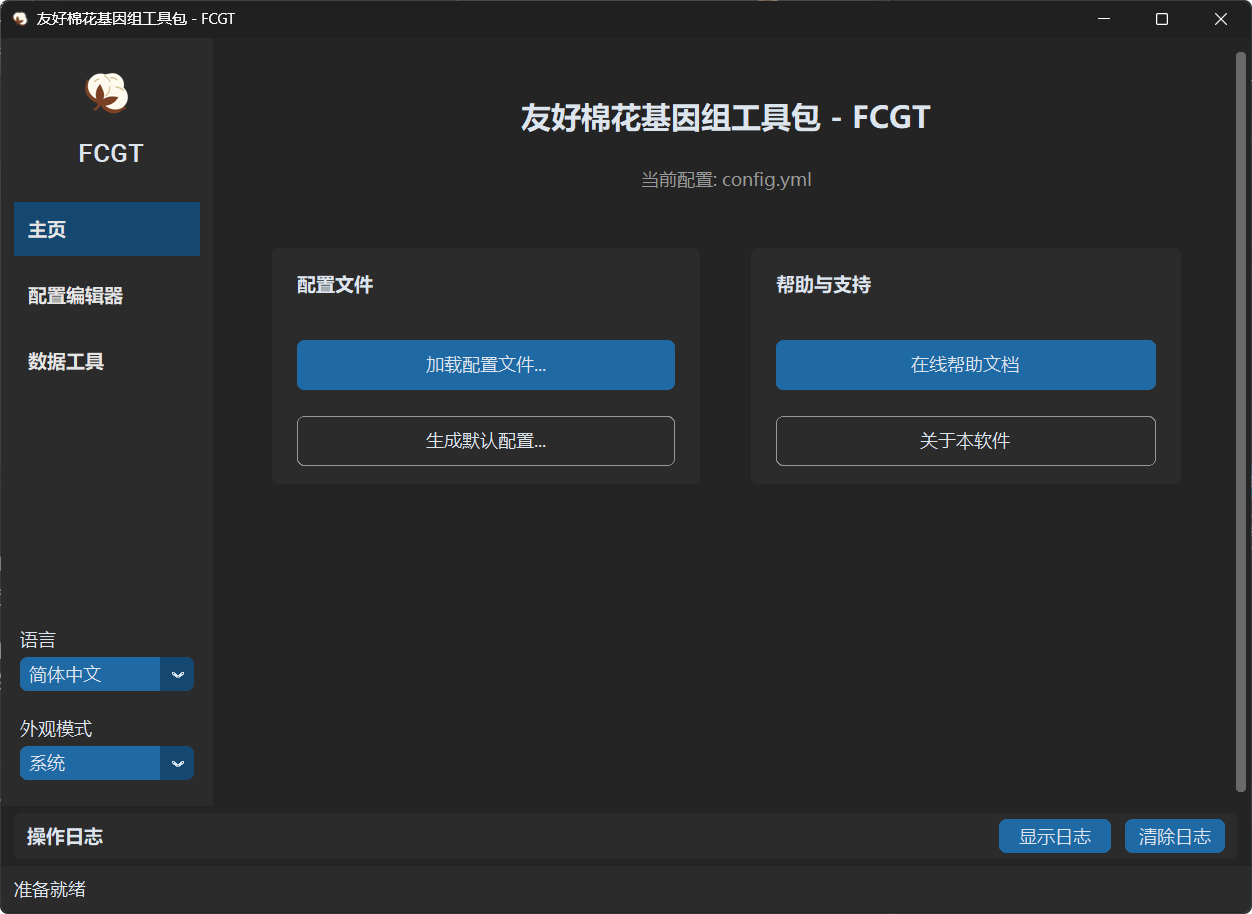 友好棉花基因组工具包 - FCGT
FCGT
主页
配置编辑器
数据工具
语言
简体中文
外观模式
系统
友好棉花基因组工具包 - FCGT
当前配置: config.yml
配置文件
加载配置文件...
生成默认配置...
帮助与支持
在线帮助文档
关于本软件
操作日志
显示日志
清除日志
准备就绪